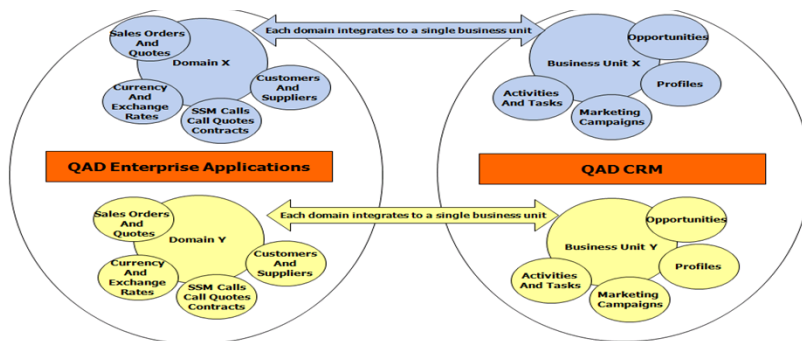 Sales Orders
And
Quotes
Domain X
Currency
And
Exchange
Rates
SSM Calls
Call Quotes
Contracts
Customers
And
Suppliers
Each domain integrates to a single business unit
Opportunities
Business Unit X
Profiles
Activities
And Tasks
Marketing
Campaigns
QAD Enterprise Applications
QAD CRM
Sales Orders
And
Quotes
Domain Y
Currency
And
Exchange
Rates
SSM Calls
Call Quotes
Contracts
Customers
And
Suppliers
Each domain integrates to a single business unit
Opportunities
Business Unit Y
Profiles
Activities
And Tasks
Marketing
Campaigns